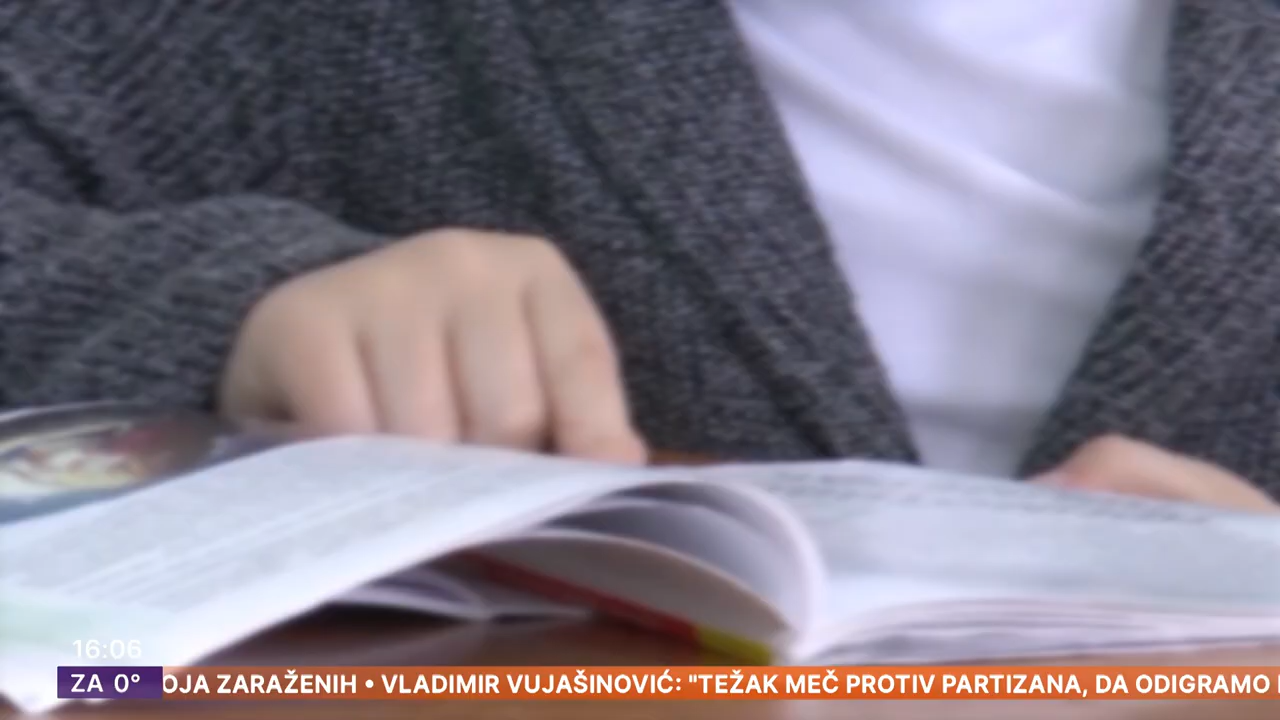 16:06
ZA 0° OJA ZARAŽENIH • VLADIMIR VUJAŠINOVIĆ: "TEŽAK MEČ PROTIV PARTIZANA, DA ODIGRAMO